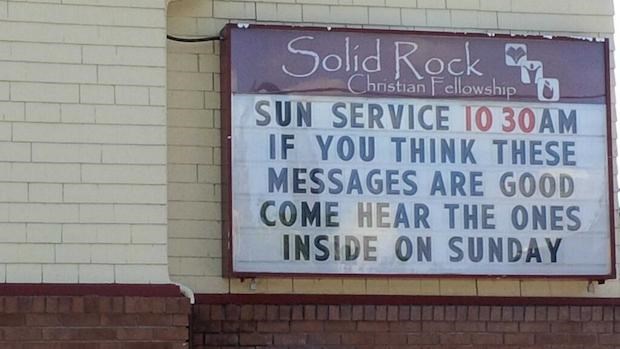 Solid Rock
Christian Fellowship
SUN SERVICE 10 30AM
IF YOU THINK THESE
MESSAGES ARE GOOD
COME HEAR THE ONES
INSIDE ON SUNDAY